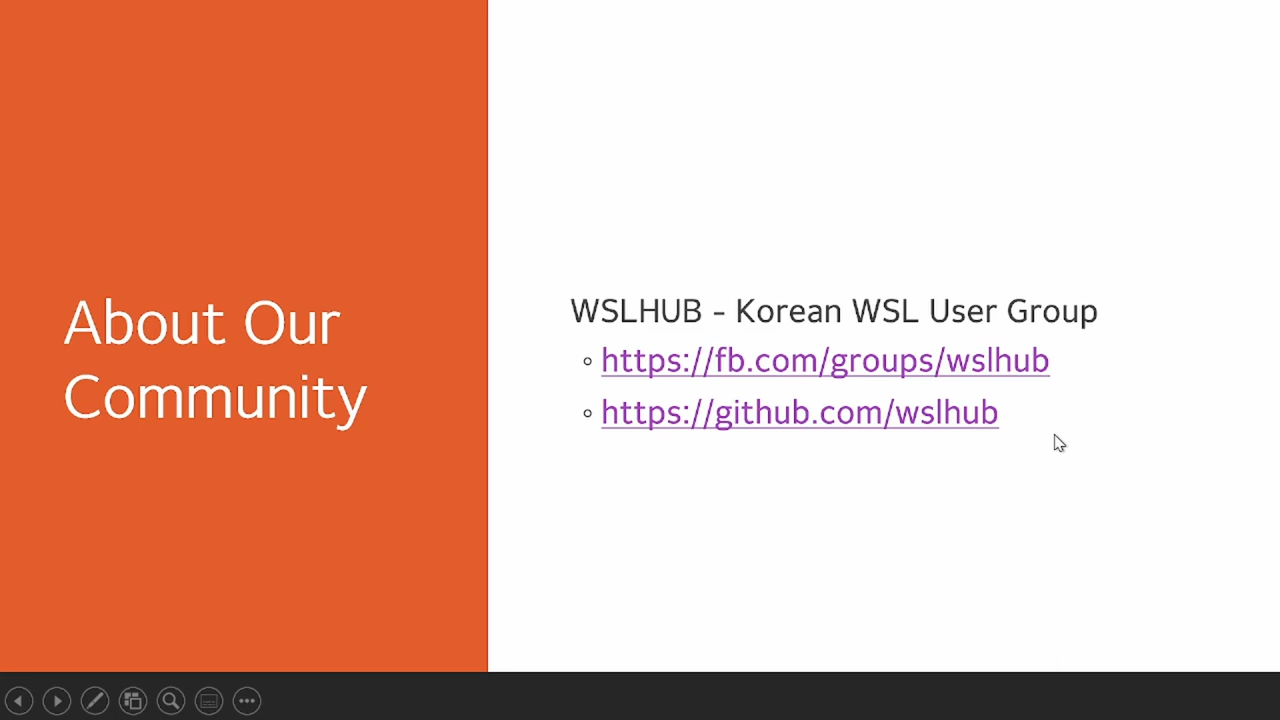 About Our
Community
WSLHUB - Korean WSL User Group
https://fb.com/groups/wslhub
https://github.com/wslhub